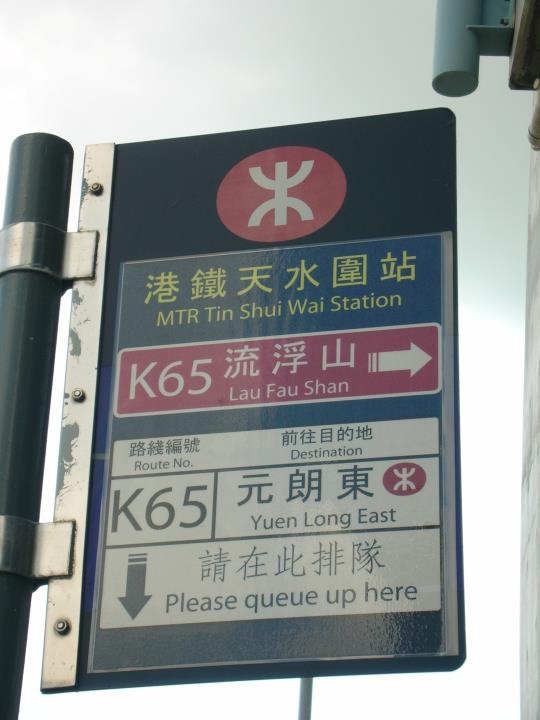 港鐵天水圍站
MTR Tin Shui Wai Station
K65 流浮山
Lau Fau Shan
路綫編號 前往目的地
Route No. Destination
K65 元朗東
Yuen Long East
請在此排隊
Please queue up here